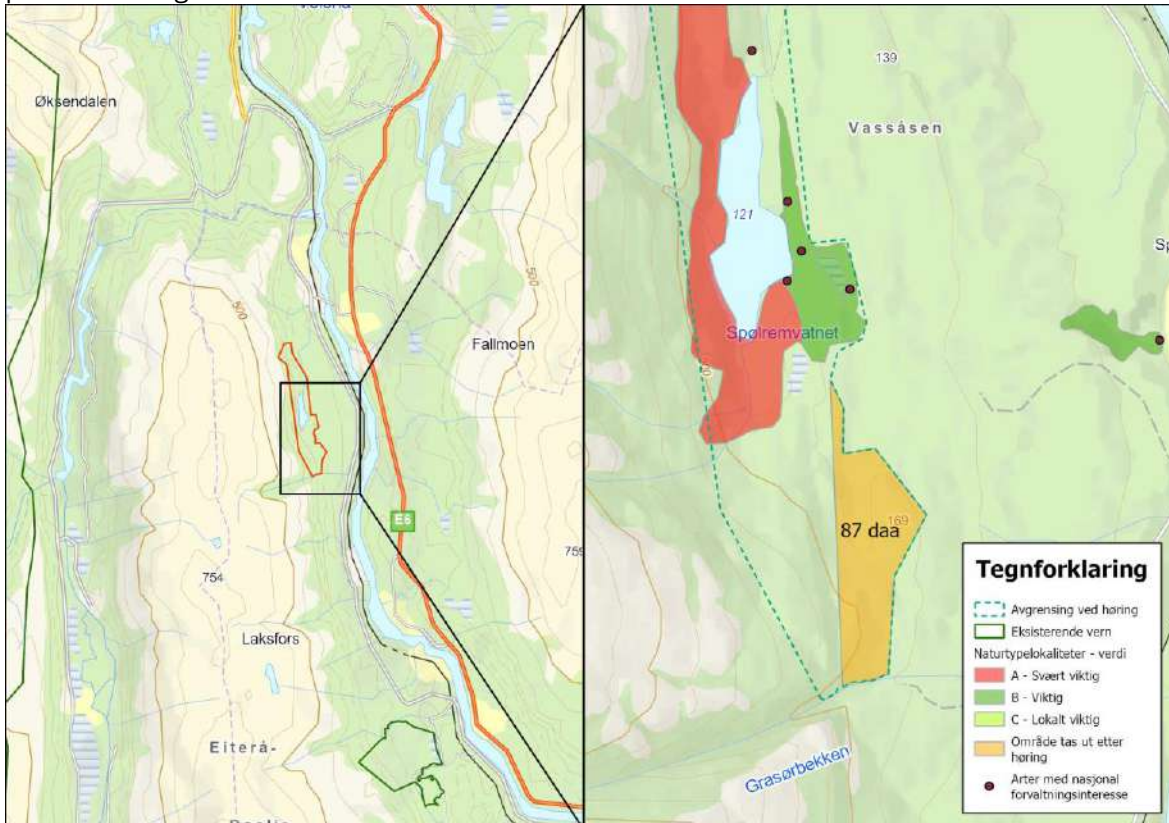 Øksendalen
500
500
Fallmoen
E6
754
Laksfors
Eiterå-
139
Vassåsen
121
Spølremvatnet
169
87 daa
Grasørbekken
Tegnforklaring
Avgrensing ved høring
Eksisterende vern
Naturtypelokaliteter - verdi
A - Svært viktig
B - Viktig
C - Lokalt viktig
Område tas ut etter
høring
Arter med nasjonal
forvaltningsinteresse